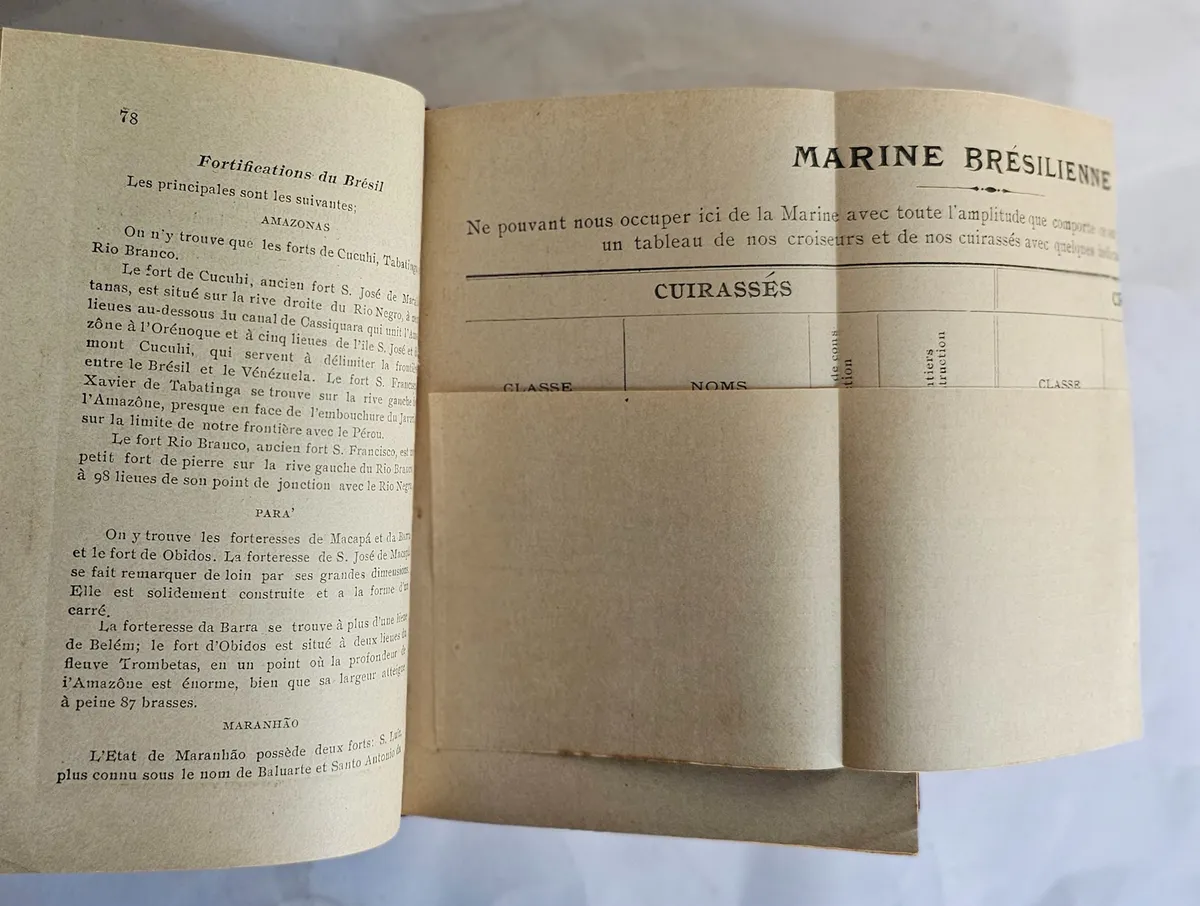 78
Fortifications du Brésil
Les principales sont les suivantes;
AMAZONAS
On n'y trouve que les forts de Cucuhi, Tabatinga
Rio Branco.
Le fort de Cucuhi, ancien fort S. José de
tanas, est situé sur la rive droite du Rio Negro, à
lieues au-dessous du canal de Cassiquara qui unit
zône à l'Orénoque et à cinq lieues de l'ile S. José et
mont Cucuhi, qui servent à délimiter la frontière
entre le Brésil et le Vénézuela. Le fort S.
Xavier de Tabatinga se trouve sur la rive gauche
l'Amazône, presque en face de l'embouchure du
sur la limite de notre frontière avec le Pérou.
Le fort Rio Branco, ancien fort S. Francisco, est
petit fort de pierre sur la rive gauche du Rio Branco
à 98 lieues de son point de jonction avec le Rio Negro.
PARA'
On y trouve les forteresses de Macapá et da Barra
et le fort de Obidos. La forteresse de S. José de Macapá
se fait remarquer de loin par ses grandes dimensions.
Elle est solidement construite et a la forme d'un
carré.
La forteresse da Barra se trouve à plus d'une lieue
de Belém; le fort d'Obidos est situé à deux lieues du
fleuve Trombetas, en un point où la profondeur de
i'Amazône est énorme, bien que sa largeur atteigne
à peine 87 brasses.
MARANHÃO
L'Etat de Maranhão possède deux forts: S. Luiz,
plus connu sous le nom de Baluarte et Santo Antonio da
MARINE BRÉSILIENNE
Ne pouvant nous occuper ici de la Marine avec toute l'amplitude que comporte
un tableau de nos croiseurs et de nos cuirassés avec quelques
CUIRASSÉS
CLASSE
NOMS
de cons
tion
tiers
truction
CLASSE